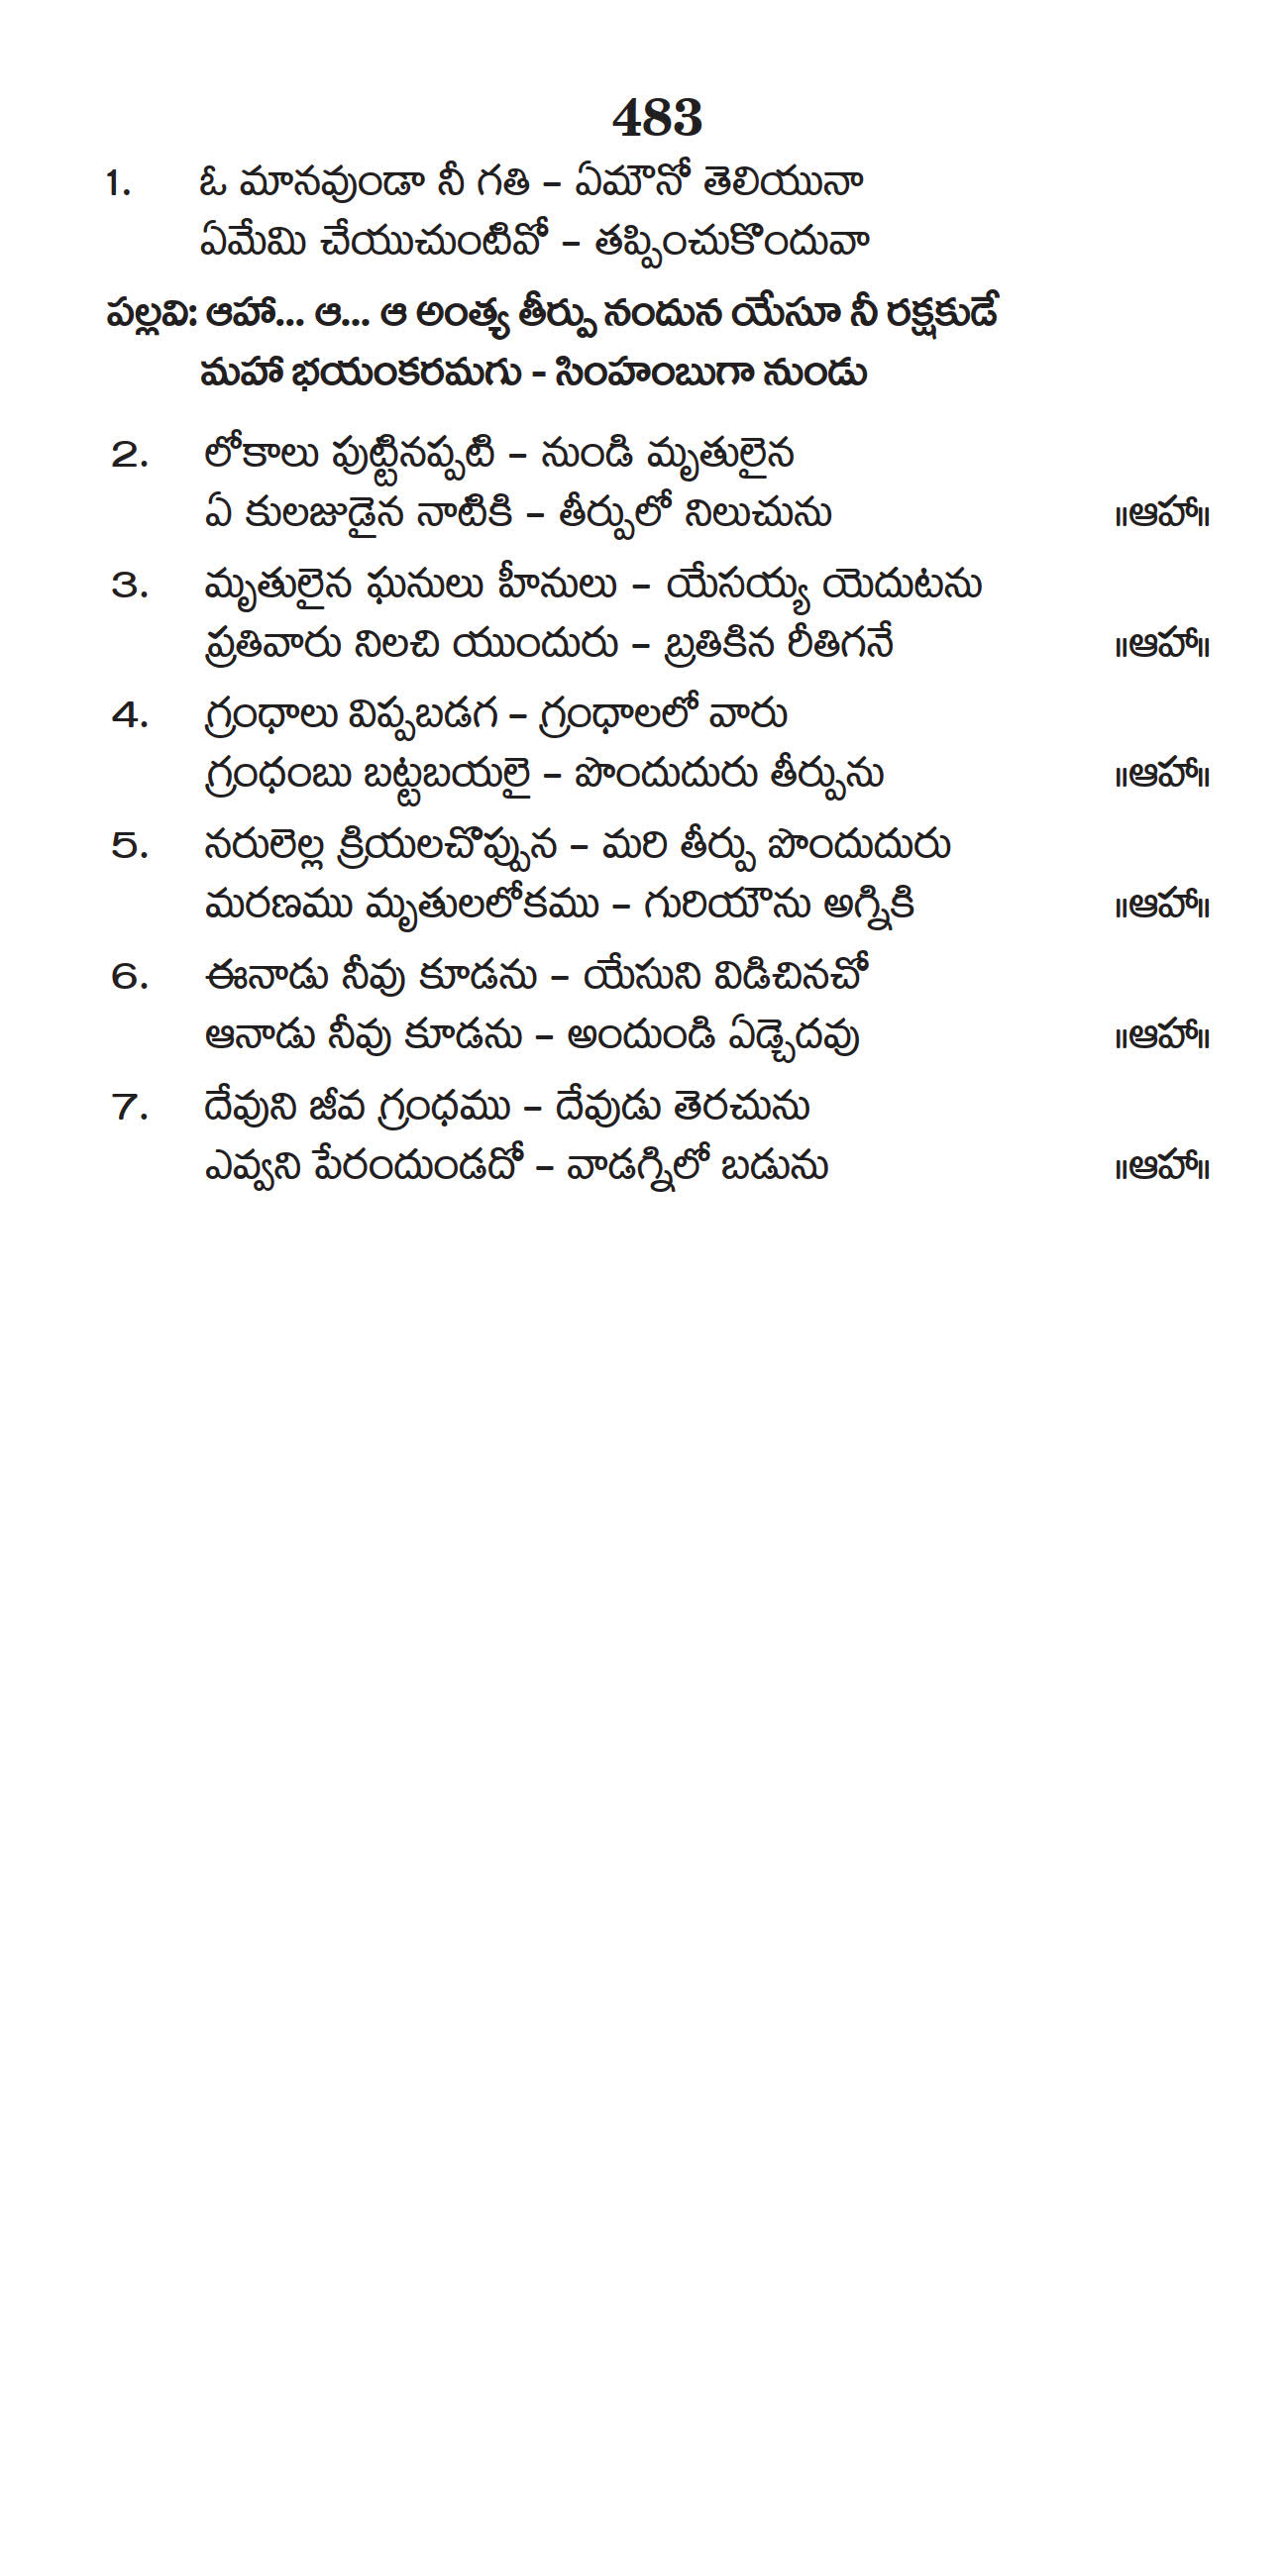 483
1. ఓ మానవుండా నీ గతి – ఏమౌనో తెలియునా
ఏమేమి చేయుచుంటివో – తప్పించుకొందువా
పల్లవి: ఆహా... ఆ... ఆ అంత్య తీర్పు నందున యేసూ నీ రక్షకుడే
మహా భయంకరమగు - సింహంబుగా నుండు
2. లోకాలు పుట్టినప్పటి – నుండి మృతులైన
ఏ కులజుడైన నాటికి – తీర్పులో నిలుచును ॥ఆహా॥
3. మృతులైన ఘనులు హీనులు – యేసయ్య యెదుటను
ప్రతివారు నిలచి యుందురు – బ్రతికిన రీతిగనే ॥ఆహా॥
4. గ్రంధాలు విప్పబడగ – గ్రంధాలలో వారు
గ్రంధంబు బట్టబయలై – పొందుదురు తీర్పును ॥ఆహా॥
5. నరులెల్ల క్రియలచొప్పున – మరి తీర్పు పొందుదురు
మరణము మృతులలోకము – గురియౌను అగ్నికి ॥ఆహా॥
6. ఈనాడు నీవు కూడను – యేసుని విడిచినచో
ఆనాడు నీవు కూడను – అందుండి ఏడ్చెదవు ॥ఆహా॥
7. దేవుని జీవ గ్రంధము – దేవుడు తెరచును
ఎవ్వని పేరందుండదో – వాడగ్నిలో బడును ॥ఆహా॥